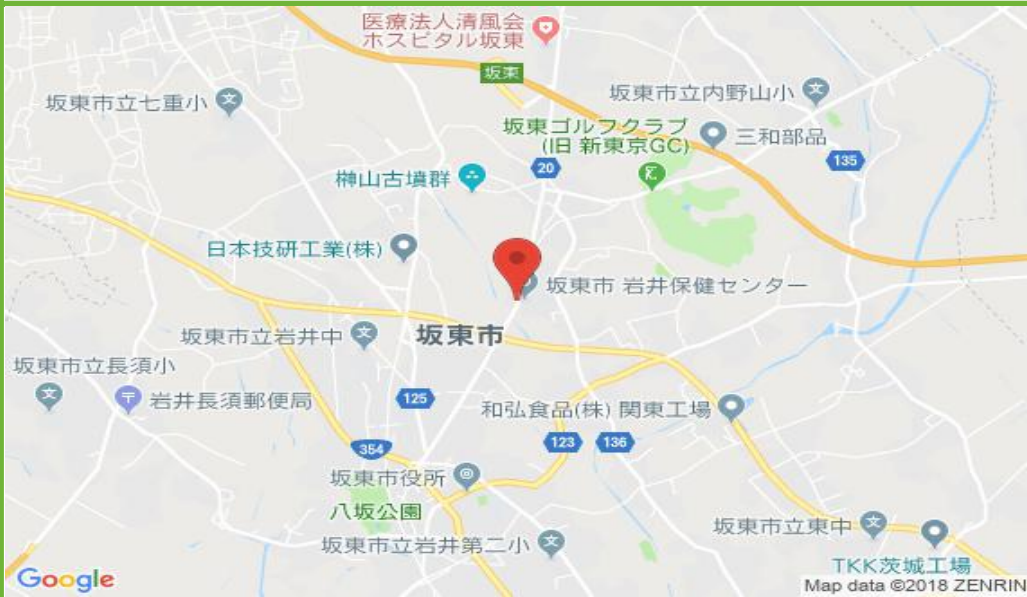 医療法人清風会
ホスピタル坂東
坂東
坂東市立七重小
坂東市立内野山小
坂東ゴルフクラブ
(旧 新東京GC)
三和部品
135
20
榊山古墳群
日本技研工業(株)
坂東市 岩井保健センター
坂東市立岩井中
坂東市
坂東市立長須小
岩井長須郵便局
125
和弘食品(株) 関東工場
123
136
354
坂東市役所
八坂公園
坂東市立東中
坂東市立岩井第二小
TKK茨城工場
Google
Map data ©2018 ZENRIN